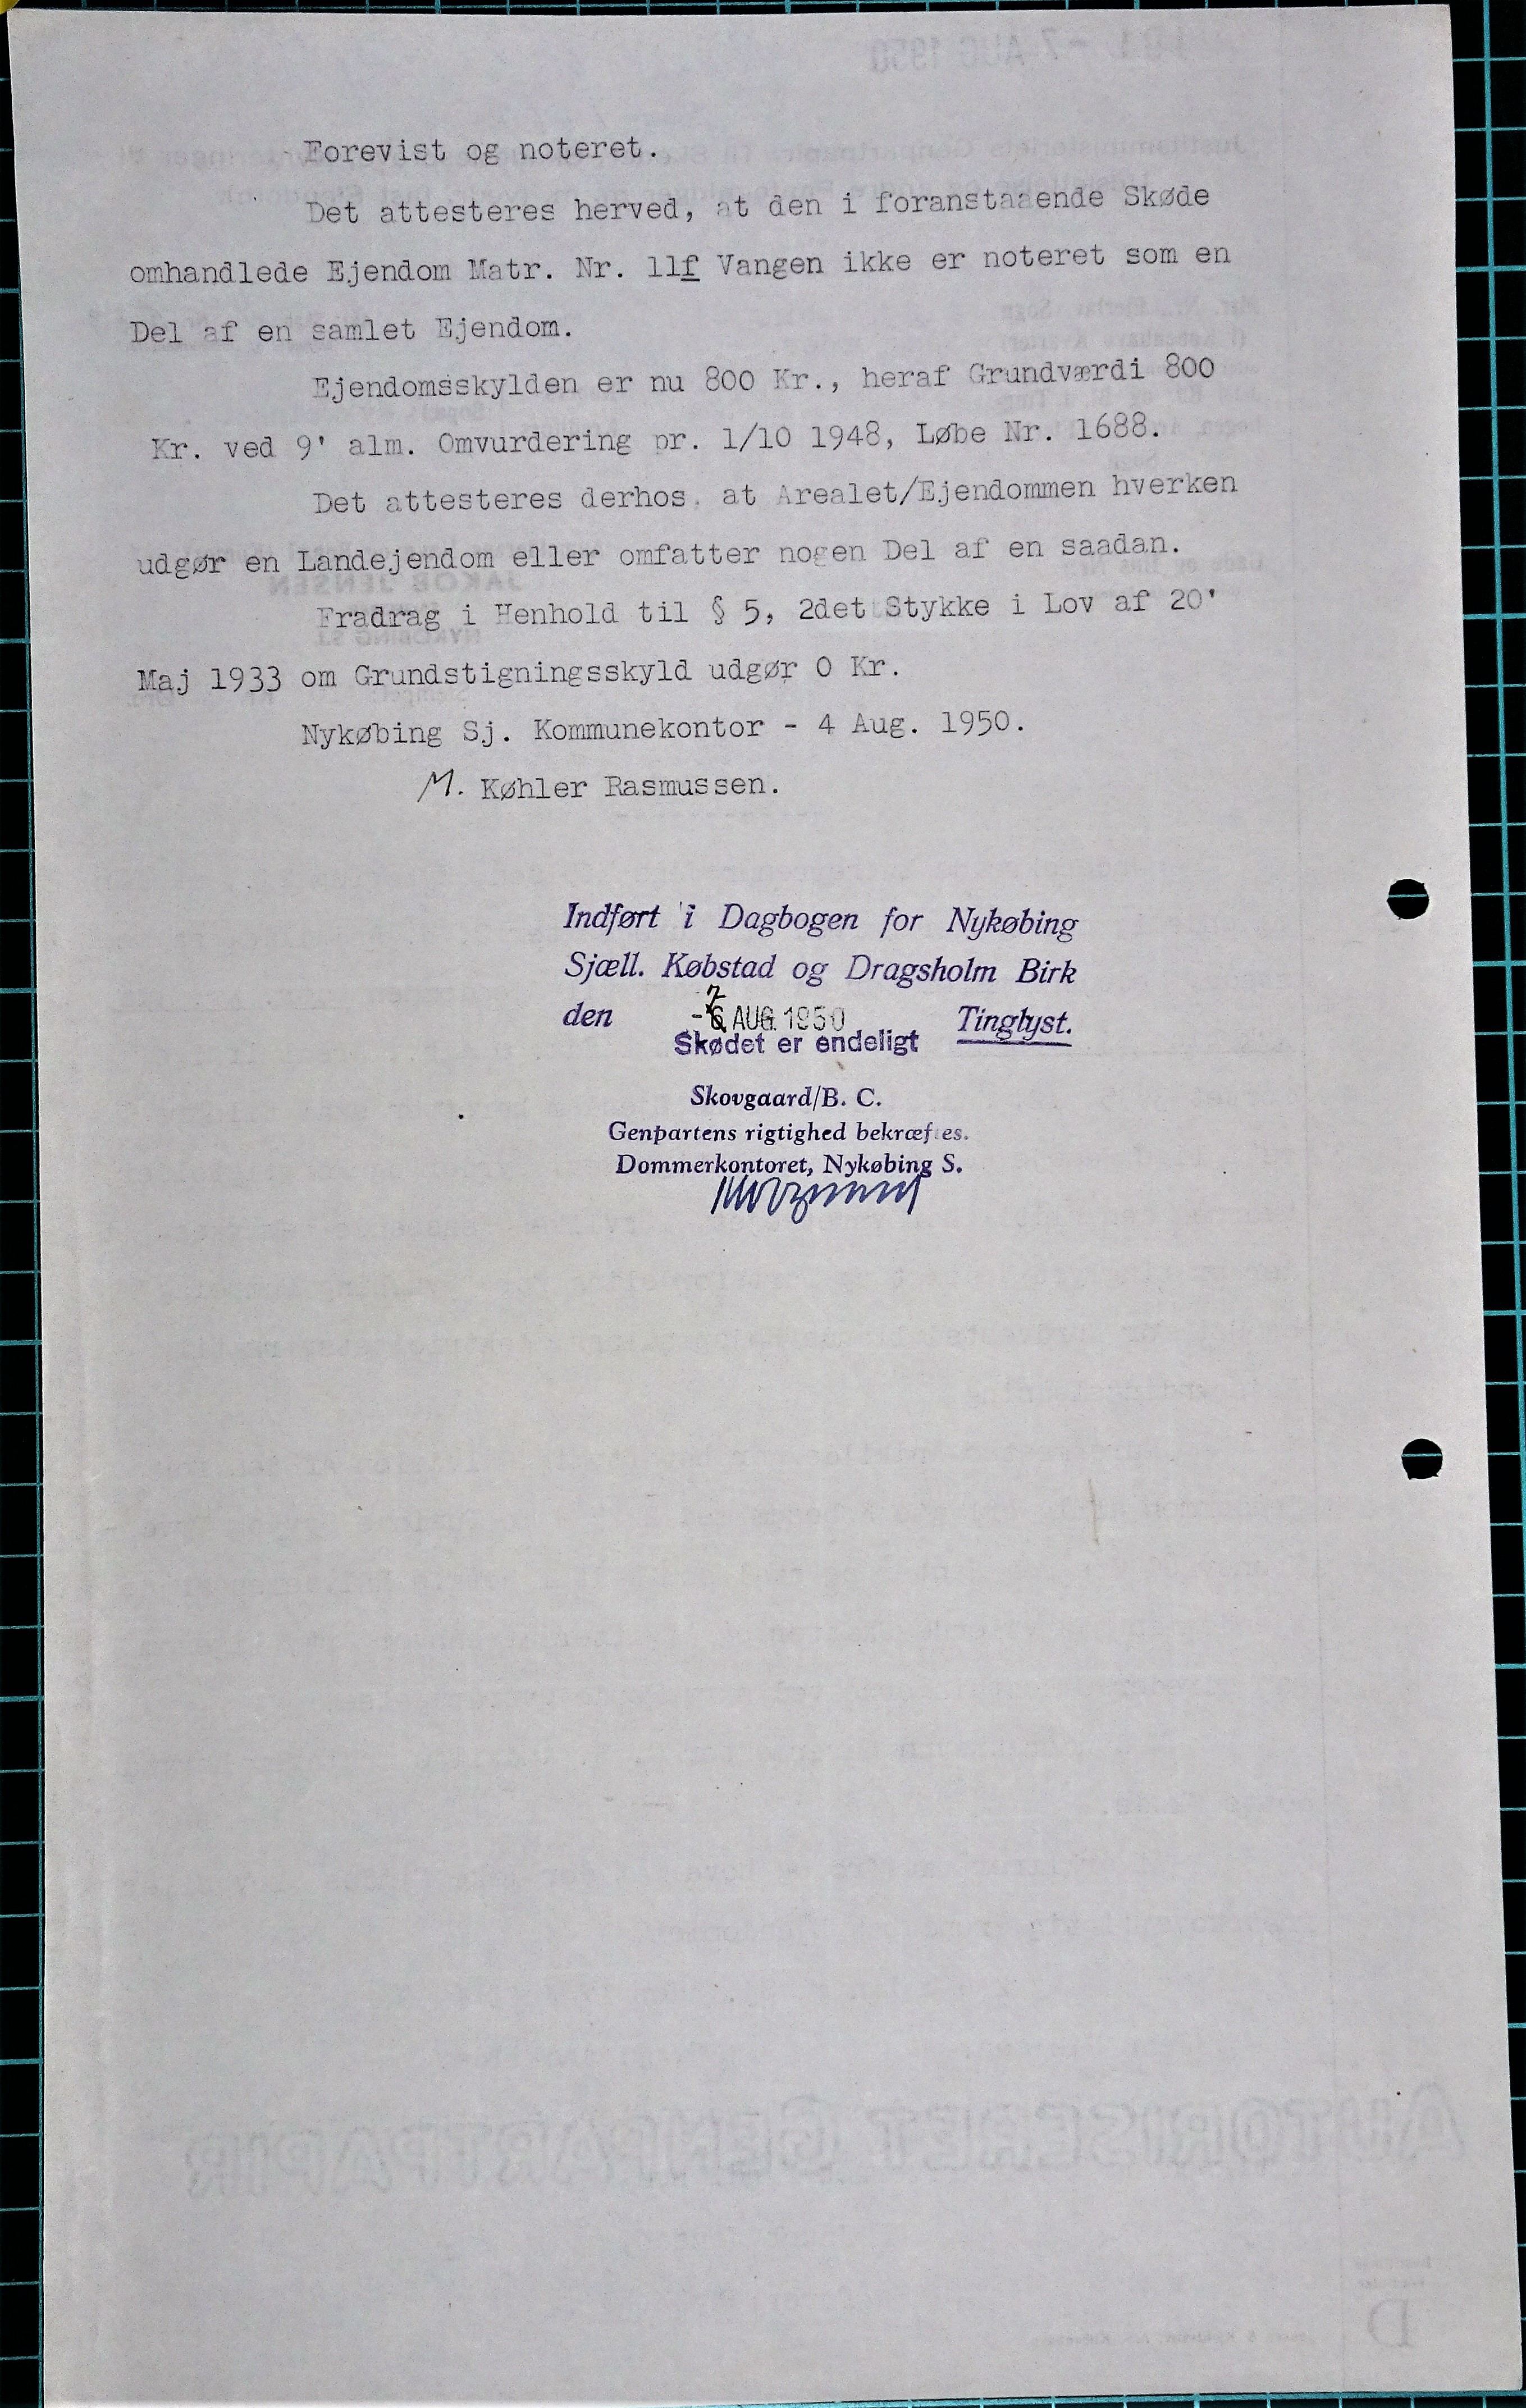 Forevist og noteret.
Det attesteres herved, at den i foranstaaende Skøde
omhandlede Ejendom Matr. Nr. 11f Vangen ikke er noteret som en
Del af en samlet Ejendom.
Ejendomsskylden er nu 800 Kr., heraf Grundværdi 800
Kr. ved 9' alm. Omvurdering pr. 1/10 1948, Løbe Nr. 1688.
Det attesteres derhos, at Arealet/Ejendommen hverken
udgør en Landejendom eller omfatter nogen Del af en saadan.
Fradrag i Henhold til § 5, 2det Stykke i Lov af 20'
Maj 1933 om Grundstigningsskyld udgør 0 Kr.
Nykøbing Sj. Kommunekontor - 4 Aug. 1950.
M. Køhler Rasmussen.
Indført i Dagbogen for Nykøbing
Sjæll. Købstad og Dragsholm Birk
den -7 AUG. 1950 Tinglyst.
Skødet er endeligt
Skovgaard/B. C.
Genpartens rigtighed bekræftes.
Dommerkontoret, Nykøbing S.